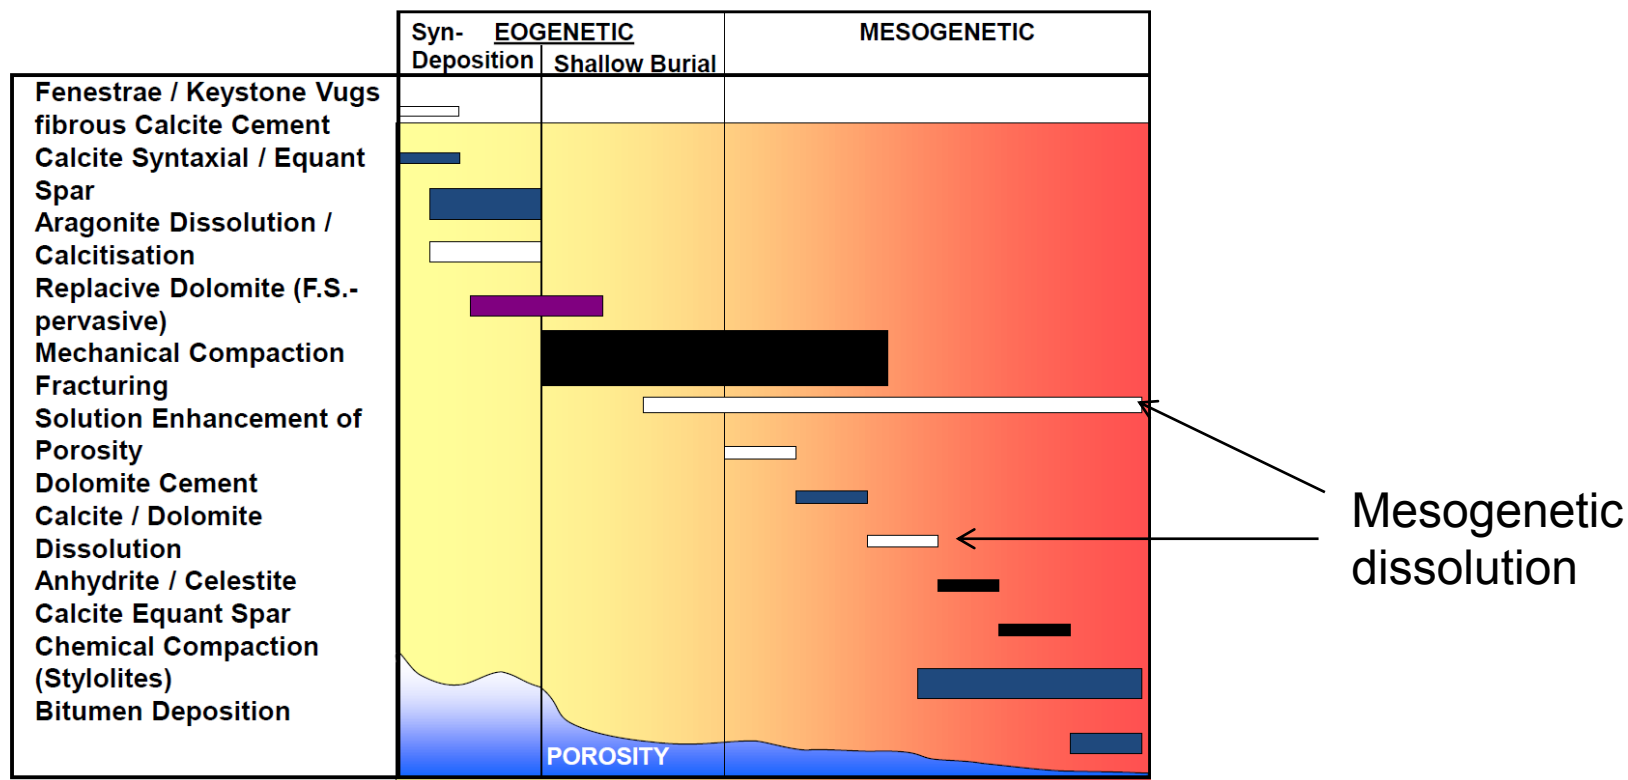 Syn- EOGENETIC MESOGENETIC
Deposition Shallow Burial
Fenestrae / Keystone Vugs
fibrous Calcite Cement
Calcite Syntaxial / Equant
Spar
Aragonite Dissolution /
Calcitisation
Replacive Dolomite (F.S.-
pervasive)
Mechanical Compaction
Fracturing
Solution Enhancement of
Porosity
Dolomite Cement
Calcite / Dolomite
Dissolution
Anhydrite / Celestite
Calcite Equant Spar
Chemical Compaction
(Stylolites)
Bitumen Deposition
POROSITY
Mesogenetic
dissolution